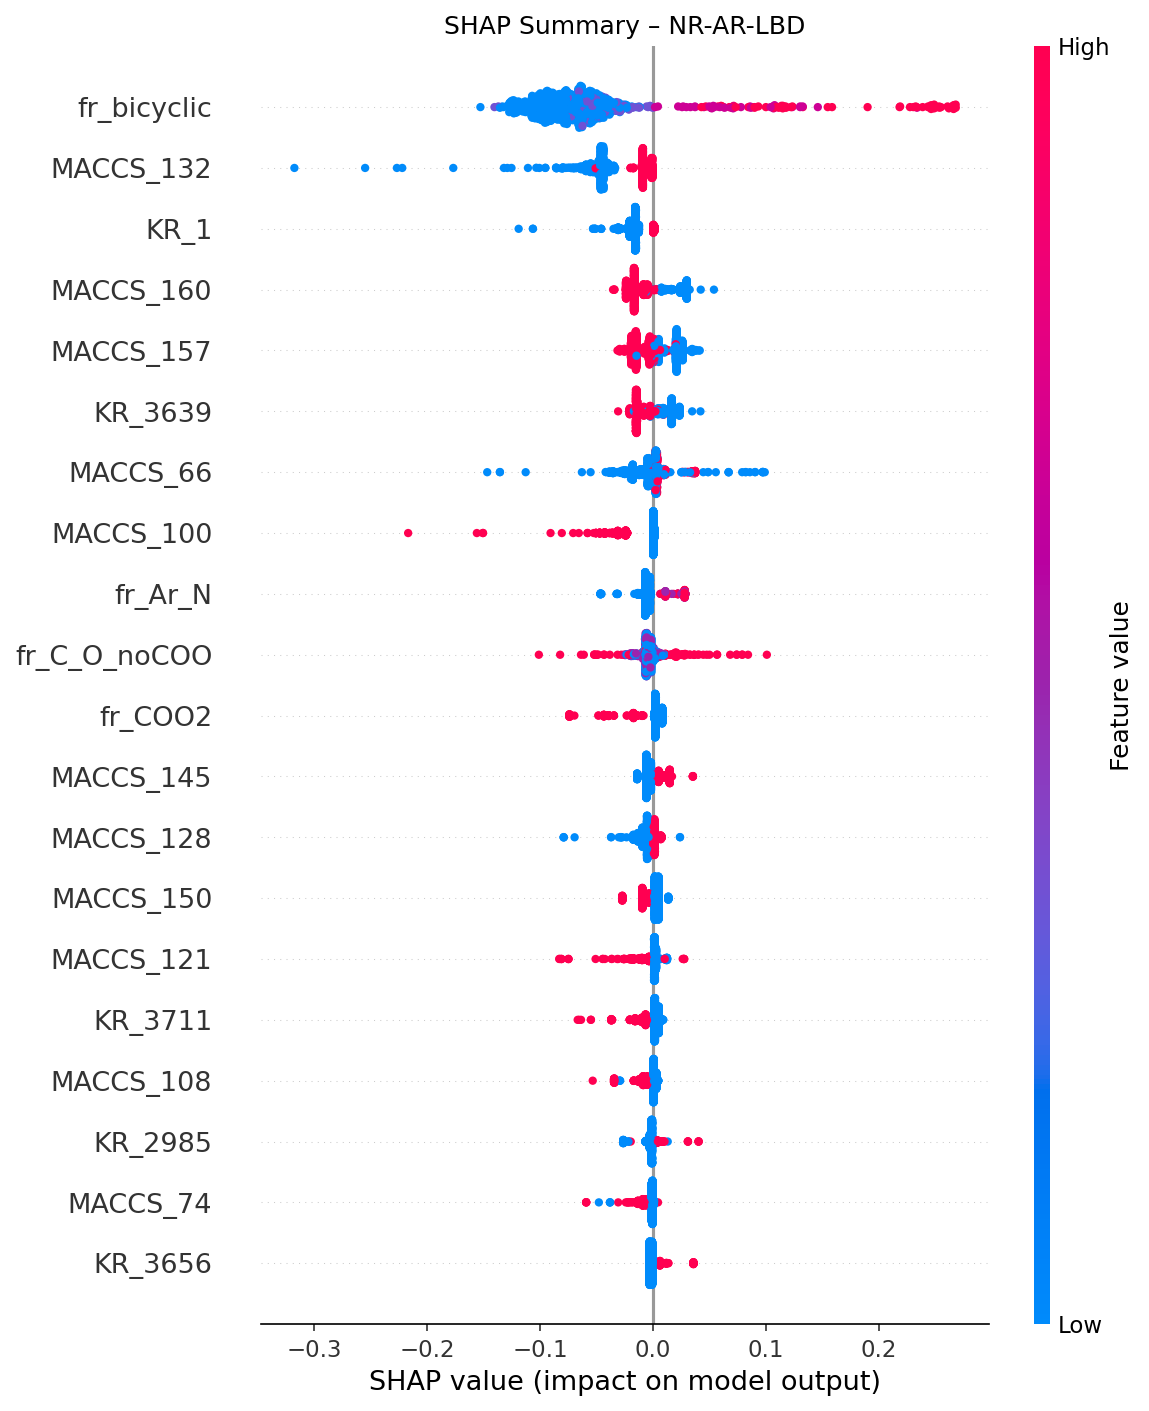 SHAP Summary – NR-AR-LBD
High
fr_bicyclic
MACCS_132
KR_1
MACCS_160
MACCS_157
KR_3639
MACCS_66
MACCS_100
fr_Ar_N
fr_C_O_noCOO
fr_COO2
MACCS_145
MACCS_128
MACCS_150
MACCS_121
KR_3711
MACCS_108
KR_2985
MACCS_74
KR_3656
Feature value
Low
−0.3 −0.2 −0.1 0.0 0.1 0.2
SHAP value (impact on model output)